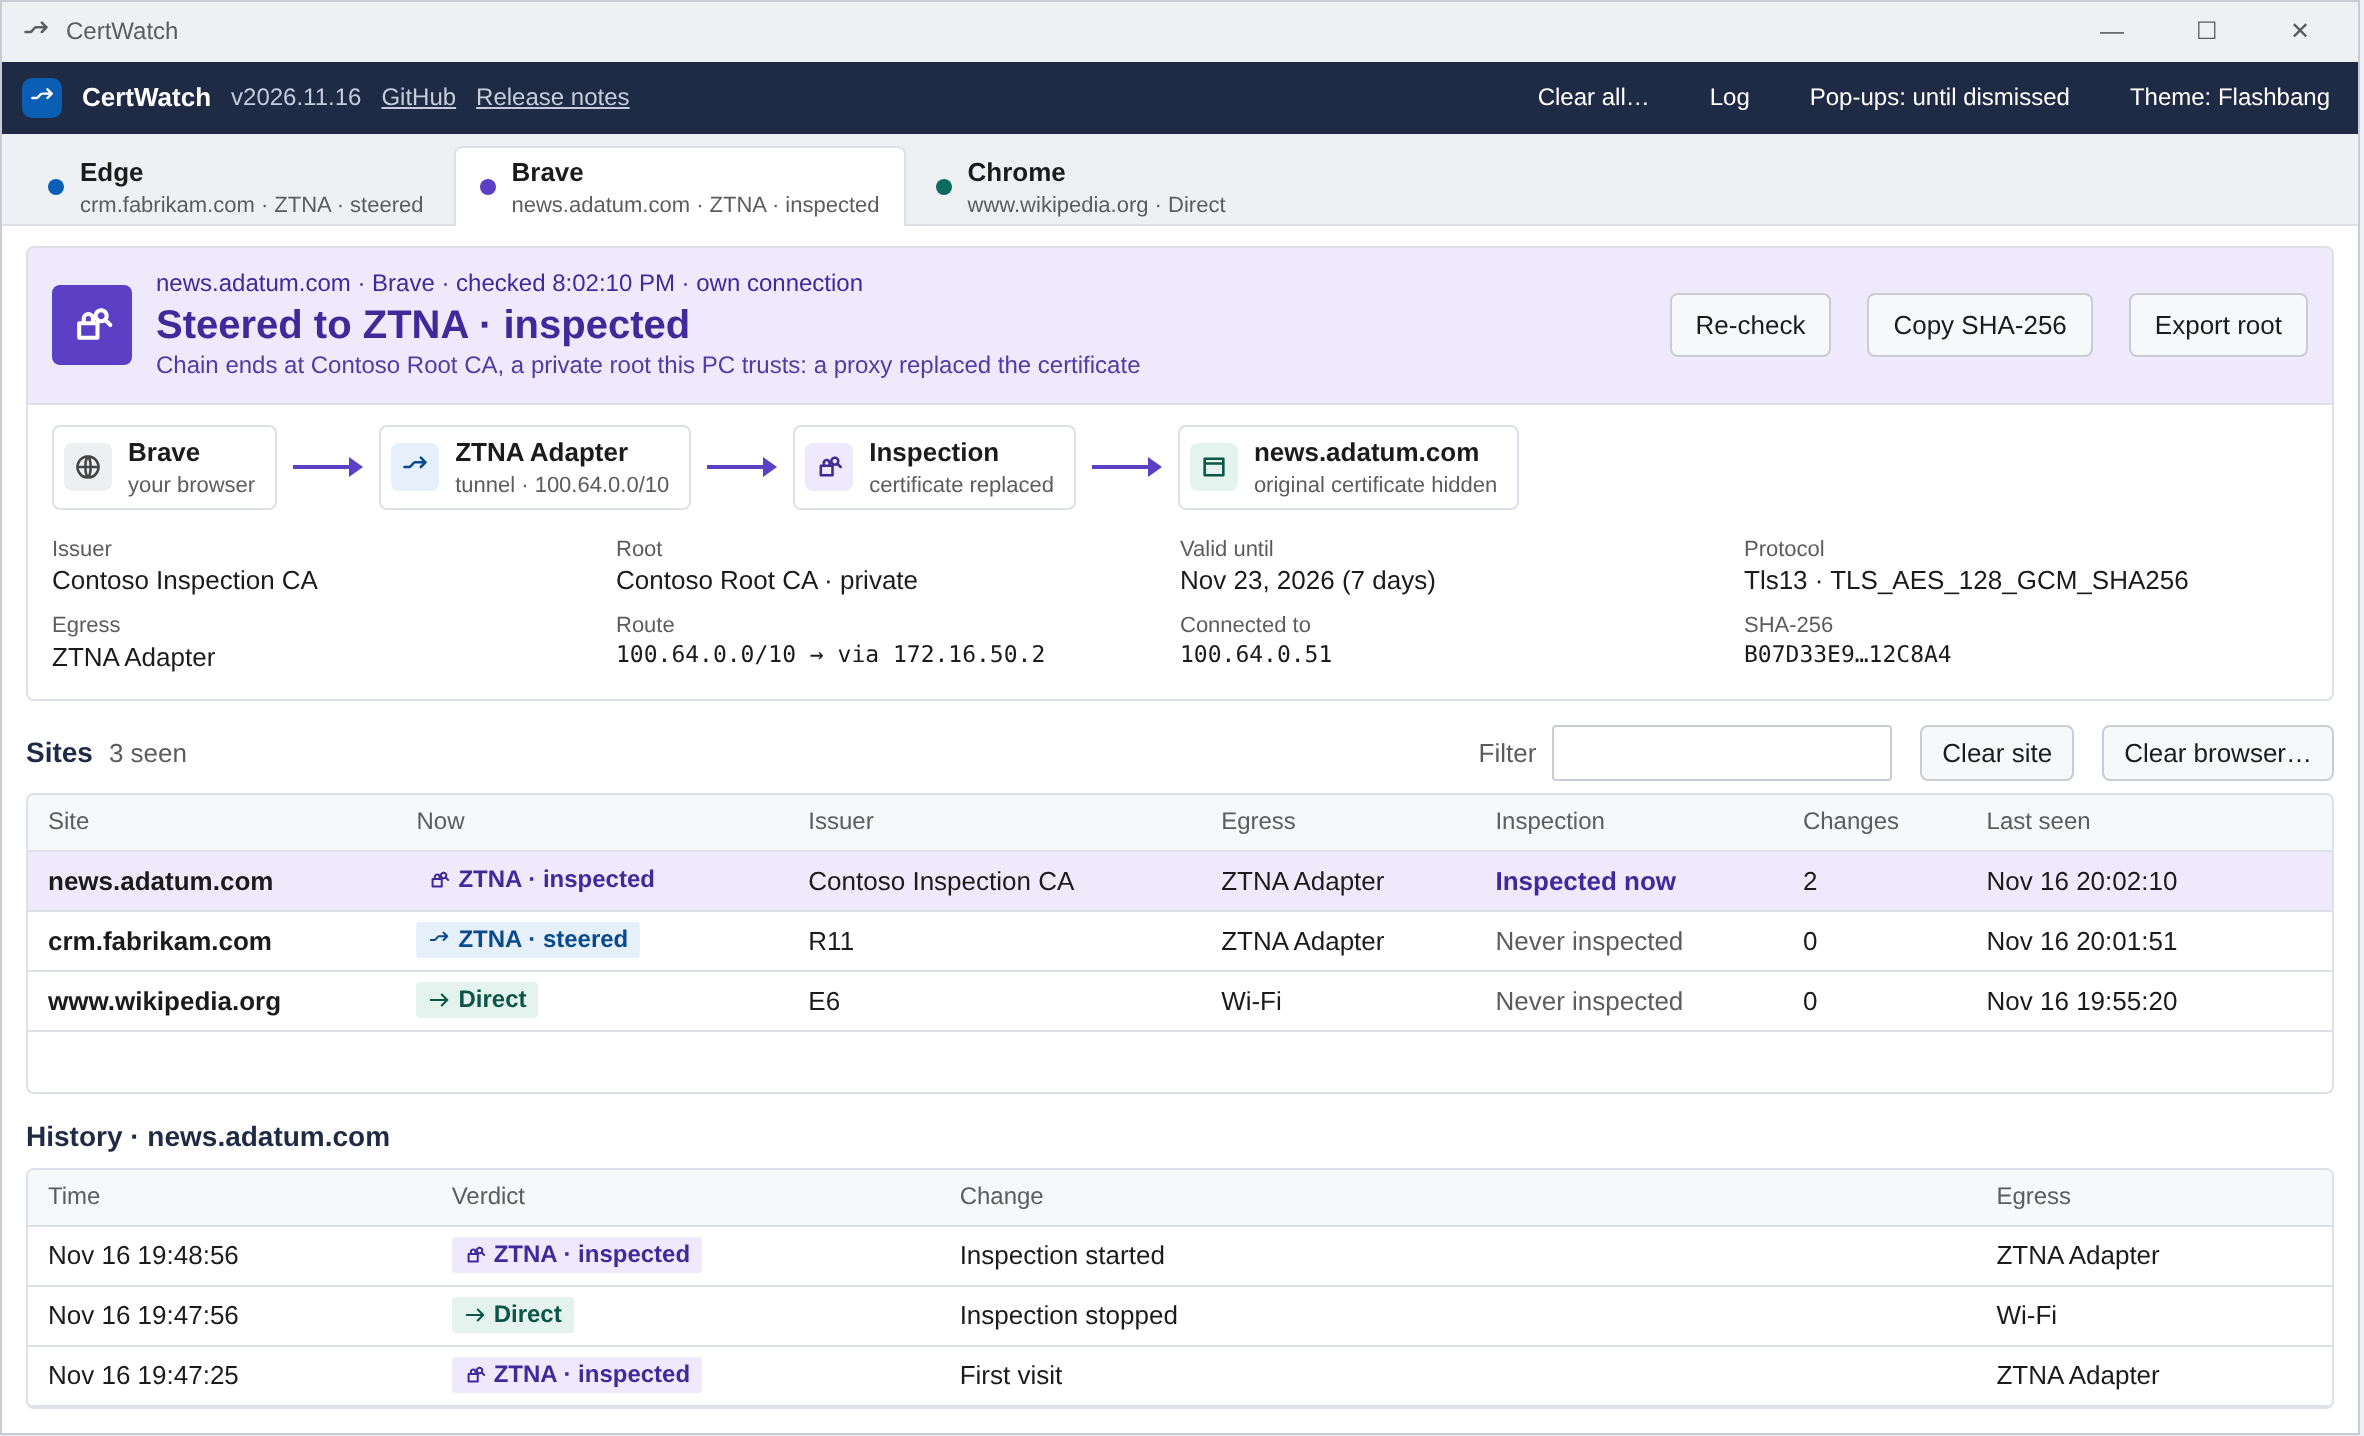 CertWatch
CertWatch v2026.11.16 GitHub Release notes Clear all… Log Pop-ups: until dismissed Theme: Flashbang
Edge
crm.fabrikam.com · ZTNA · steered
Brave
news.adatum.com · ZTNA · inspected
Chrome
www.wikipedia.org · Direct
news.adatum.com · Brave · checked 8:02:10 PM · own connection
Steered to ZTNA · inspected
Chain ends at Contoso Root CA, a private root this PC trusts: a proxy replaced the certificate
Re-check Copy SHA-256 Export root
Brave
your browser
ZTNA Adapter
tunnel · 100.64.0.0/10
Inspection
certificate replaced
news.adatum.com
original certificate hidden
Issuer Root Valid until Protocol
Contoso Inspection CA Contoso Root CA · private Nov 23, 2026 (7 days) Tls13 · TLS_AES_128_GCM_SHA256
Egress Route Connected to SHA-256
ZTNA Adapter 100.64.0.0/10 → via 172.16.50.2 100.64.0.51 B07D33E9…12C8A4
Sites 3 seen Filter Clear site Clear browser…
Site Now Issuer Egress Inspection Changes Last seen
news.adatum.com ZTNA · inspected Contoso Inspection CA ZTNA Adapter Inspected now 2 Nov 16 20:02:10
crm.fabrikam.com ZTNA · steered R11 ZTNA Adapter Never inspected 0 Nov 16 20:01:51
www.wikipedia.org Direct E6 Wi-Fi Never inspected 0 Nov 16 19:55:20
History · news.adatum.com
Time Verdict Change Egress
Nov 16 19:48:56 ZTNA · inspected Inspection started ZTNA Adapter
Nov 16 19:47:56 Direct Inspection stopped Wi-Fi
Nov 16 19:47:25 ZTNA · inspected First visit ZTNA Adapter